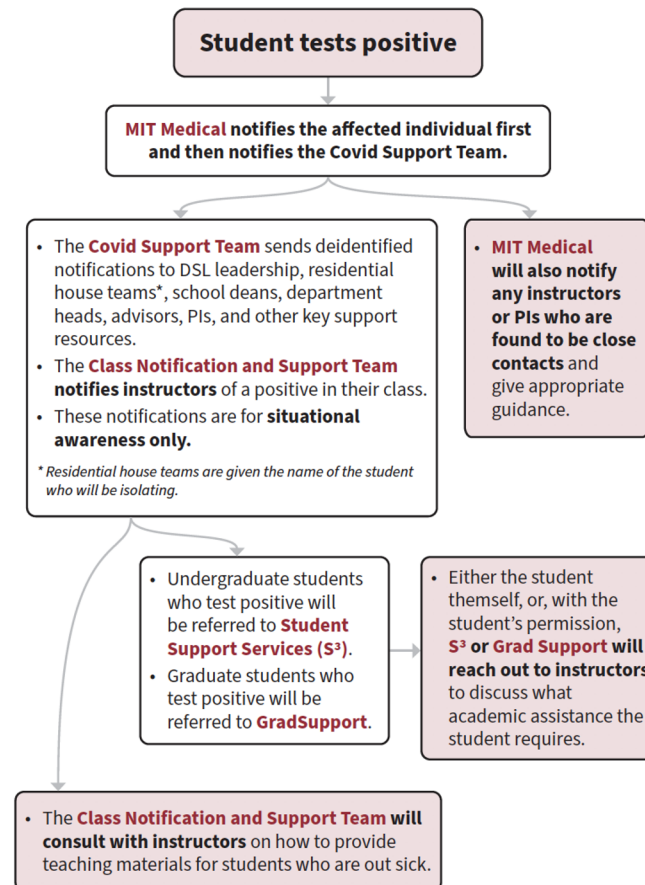 Student tests positive
MIT Medical notifies the affected individual first
and then notifies the Covid Support Team.
• The Covid Support Team sends deidentified
notifications to DSL leadership, residential
house teams*, school deans, department
heads, advisors, PIs, and other key support
resources.
• The Class Notification and Support Team
notifies instructors of a positive in their class.
• These notifications are for situational
awareness only.
* Residential house teams are given the name of the student
who will be isolating.
• MIT Medical
will also notify
any instructors
or PIs who are
found to be close
contacts and
give appropriate
guidance.
• Undergraduate students
who test positive will
be referred to Student
Support Services (S³).
• Graduate students who
test positive will be
referred to GradSupport.
• Either the student
themself, or, with the
student’s permission,
S³ or Grad Support will
reach out to instructors
to discuss what
academic assistance the
student requires.
• The Class Notification and Support Team will
consult with instructors on how to provide
teaching materials for students who are out sick.